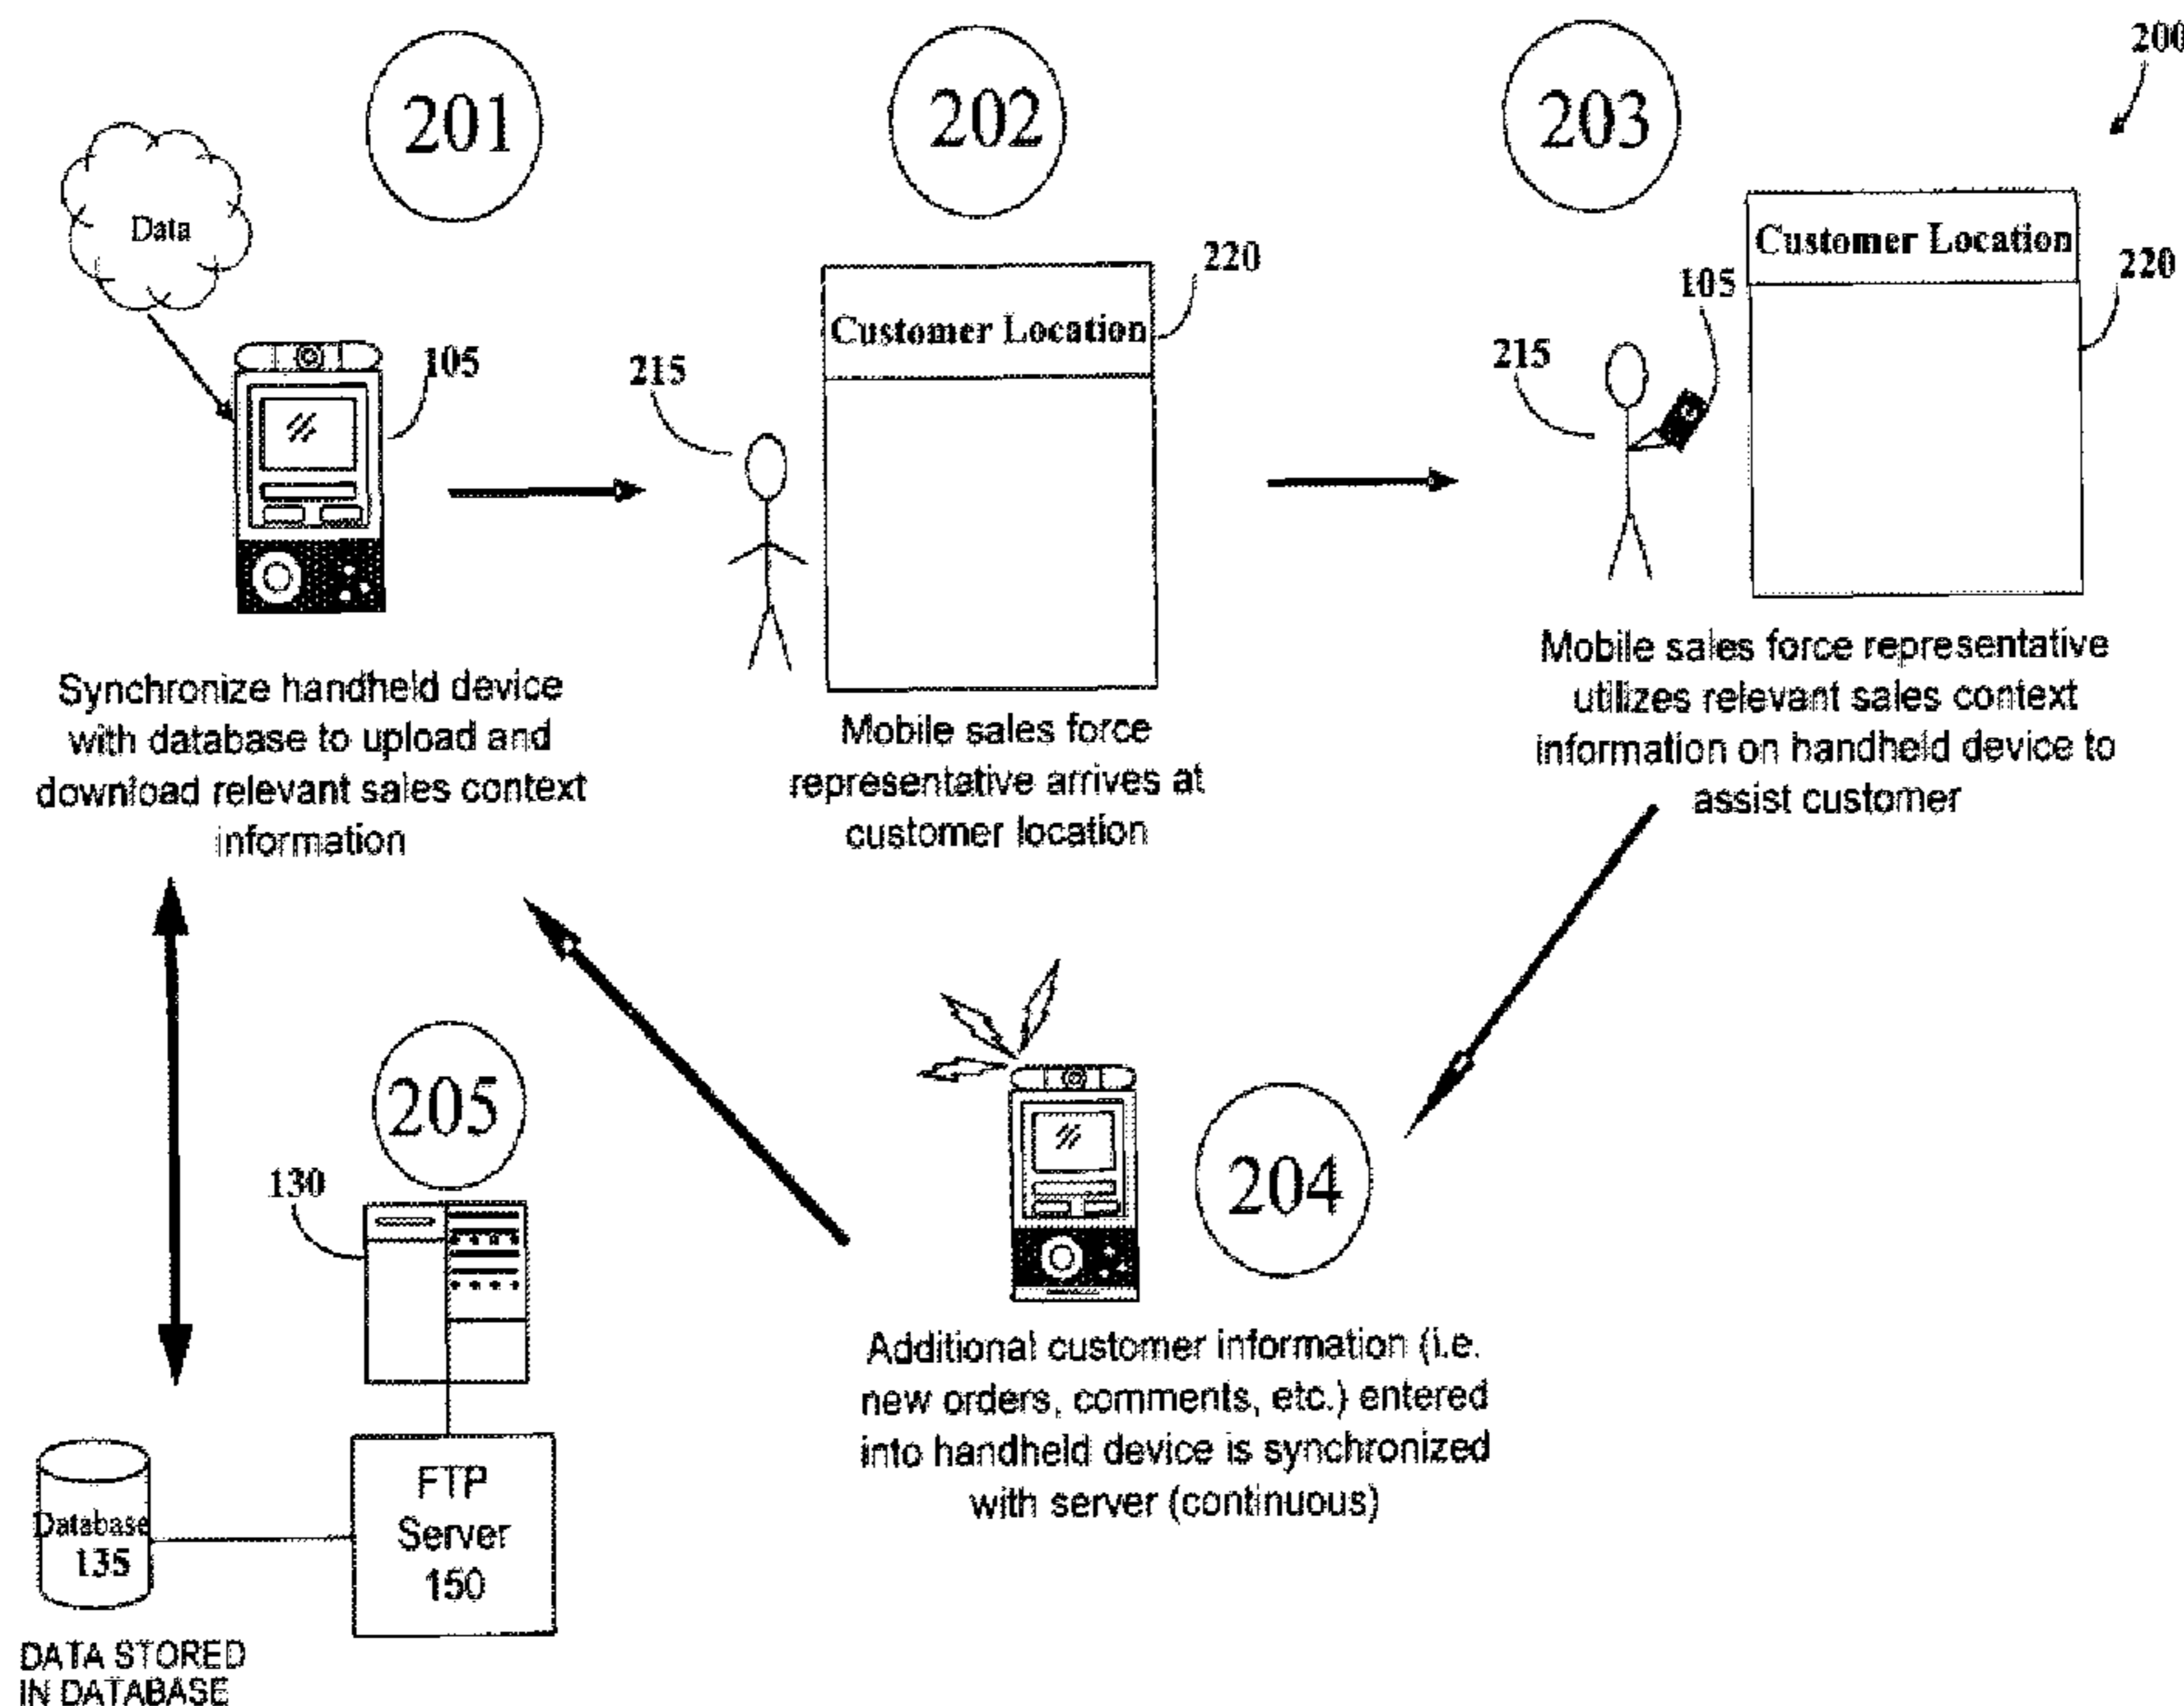 200
201
202
203
Data
105
215
Customer Location
220
215
105
Customer Location
220
Synchronize handheld device
with database to upload and
download relevant sales context
information
Mobile sales force
representative arrives at
customer location
Mobile sales force representative
utilizes relevant sales context
information on handheld device to
assist customer
205
130
204
Additional customer information (i.e.
new orders, comments, etc.) entered
into handheld device is synchronized
with server (continuous)
Database
135
FTP
Server
150
DATA STORED
IN DATABASE